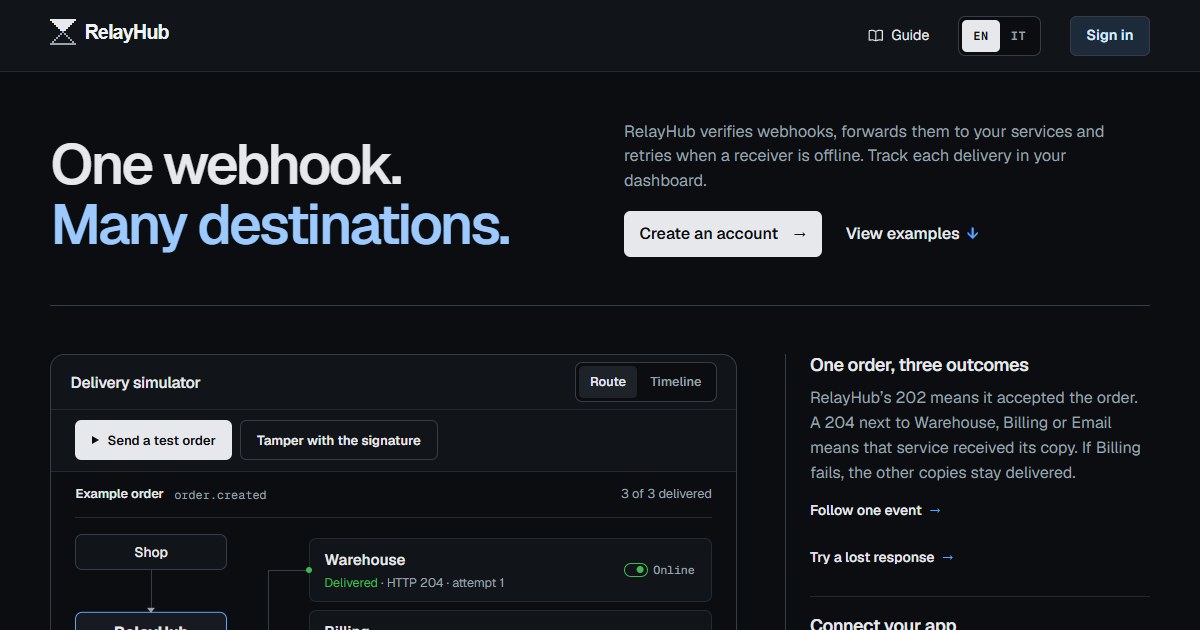 RelayHub
Guide
EN
IT
Sign in
One webhook.
Many destinations.
RelayHub verifies webhooks, forwards them to your services and
retries when a receiver is offline. Track each delivery in your
dashboard.
Create an account →
View examples ↓
Delivery simulator
Route
Timeline
Send a test order
Tamper with the signature
Example order order.created
3 of 3 delivered
Shop
RelayHub
Warehouse
Delivered · HTTP 204 · attempt 1
Online
Billing
One order, three outcomes
RelayHub’s 202 means it accepted the order.
A 204 next to Warehouse, Billing or Email
means that service received its copy. If Billing
fails, the other copies stay delivered.
Follow one event →
Try a lost response →
Connect your app